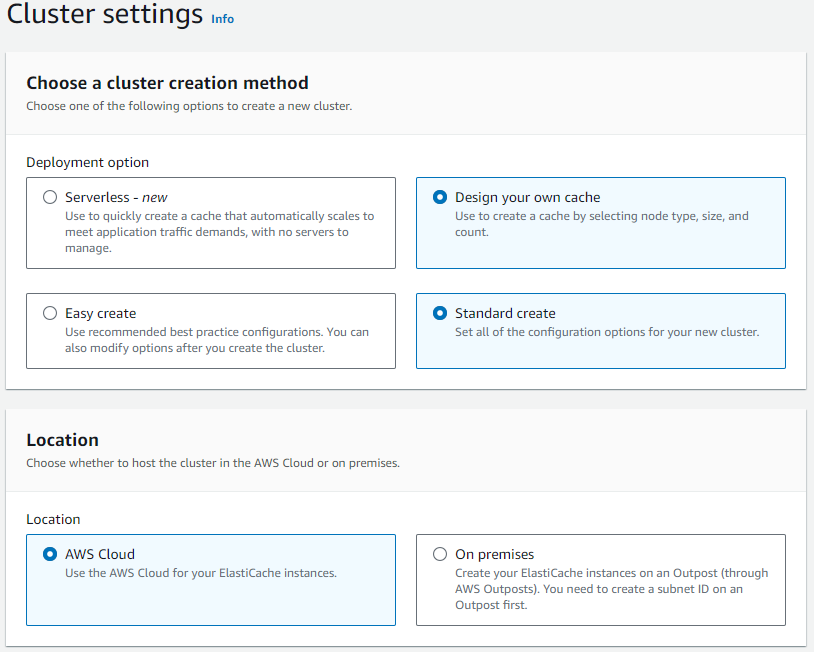 Cluster settings Info
Choose a cluster creation method
Choose one of the following options to create a new cluster.
Deployment option
Serverless - new
Use to quickly create a cache that automatically scales to
meet application traffic demands, with no servers to
manage.
Design your own cache
Use to create a cache by selecting node type, size, and
count.
Easy create
Use recommended best practice configurations. You can
also modify options after you create the cluster.
Standard create
Set all of the configuration options for your new cluster.
Location
Choose whether to host the cluster in the AWS Cloud or on premises.
Location
AWS Cloud
Use the AWS Cloud for your ElastiCache instances.
On premises
Create your ElastiCache instances on an Outpost (through
AWS Outposts). You need to create a subnet ID on an
Outpost first.